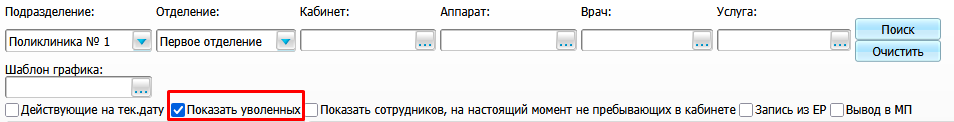 Подразделение: Отделение: Кабинет: Аппарат: Врач: Услуга:
Поликлиника № 1 Первое отделение ... ... ... ... Поиск
Очистить
Шаблон графика:
...
Действующие на тек.дату Показать уволенных Показать сотрудников, на настоящий момент не пребывающих в кабинете Запись из ЕР Вывод в МП